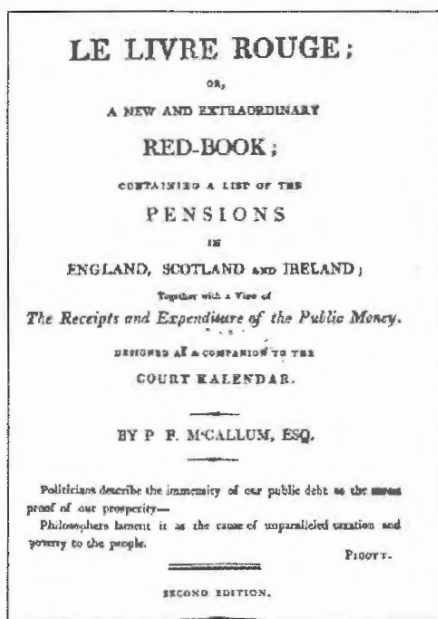 LE LIVRE ROUGE;
OR,
A NEW AND EXTRAORDINARY
RED-BOOK;
CONTAINING A LIST OF THE
PENSIONS
IN
ENGLAND, SCOTLAND AND IRELAND;
Together with a View of
The Receipts and Expenditure of the Public Money.
DESIGNED AS A COMPANION TO THE
COURT KALENDAR.
BY P F. McCALLUM, ESQ.
Politicians describe the immensity of our public debt as the
proof of our prosperity—
Philosophers lament it as the cause of unparalleled taxation and
poverty to the people.
PIGOTT.
SECOND EDITION.